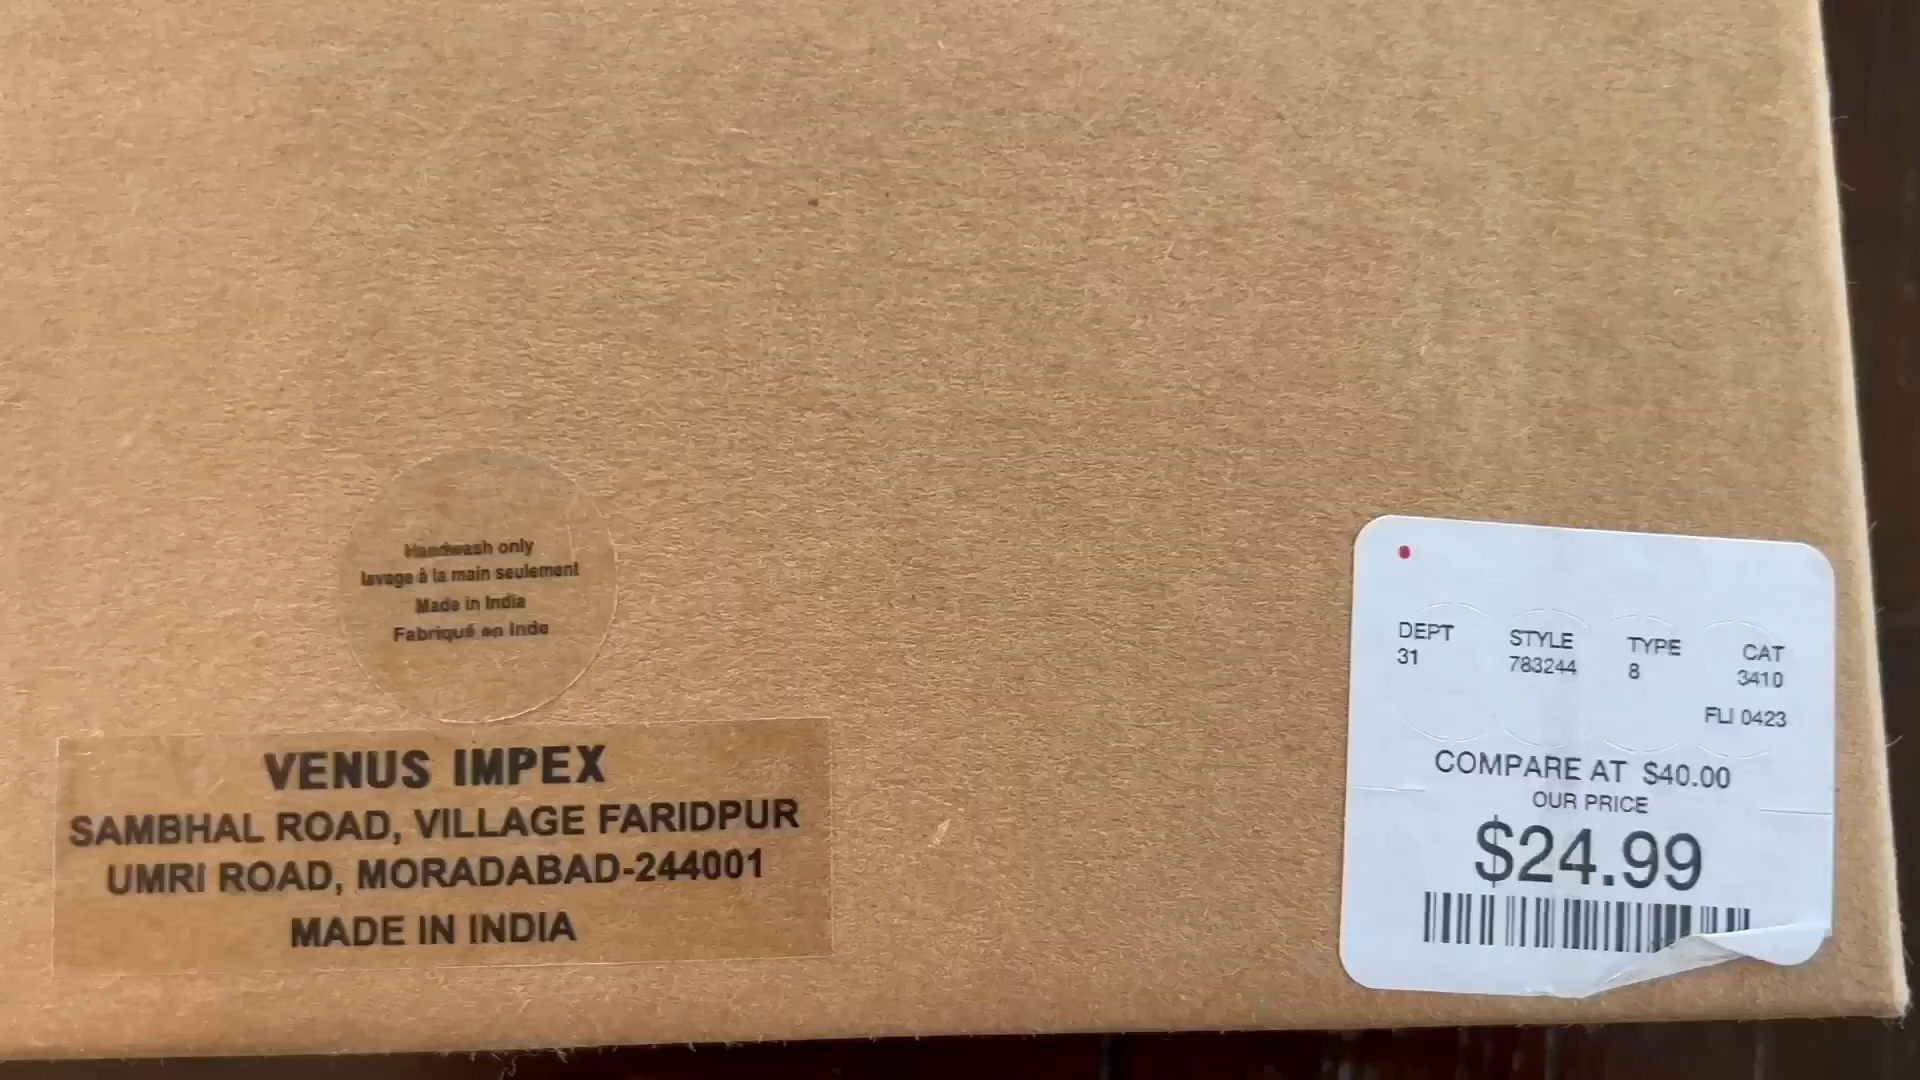 Handwash only
lavage à la main seulement
Made in India
Fabriqué en Inde
VENUS IMPEX
SAMBHAL ROAD, VILLAGE FARIDPUR
UMRI ROAD, MORADABAD-244001
MADE IN INDIA
DEPT STYLE TYPE CAT
31 783244 8 3410
FLI 0423
COMPARE AT $40.00
OUR PRICE
$24.99